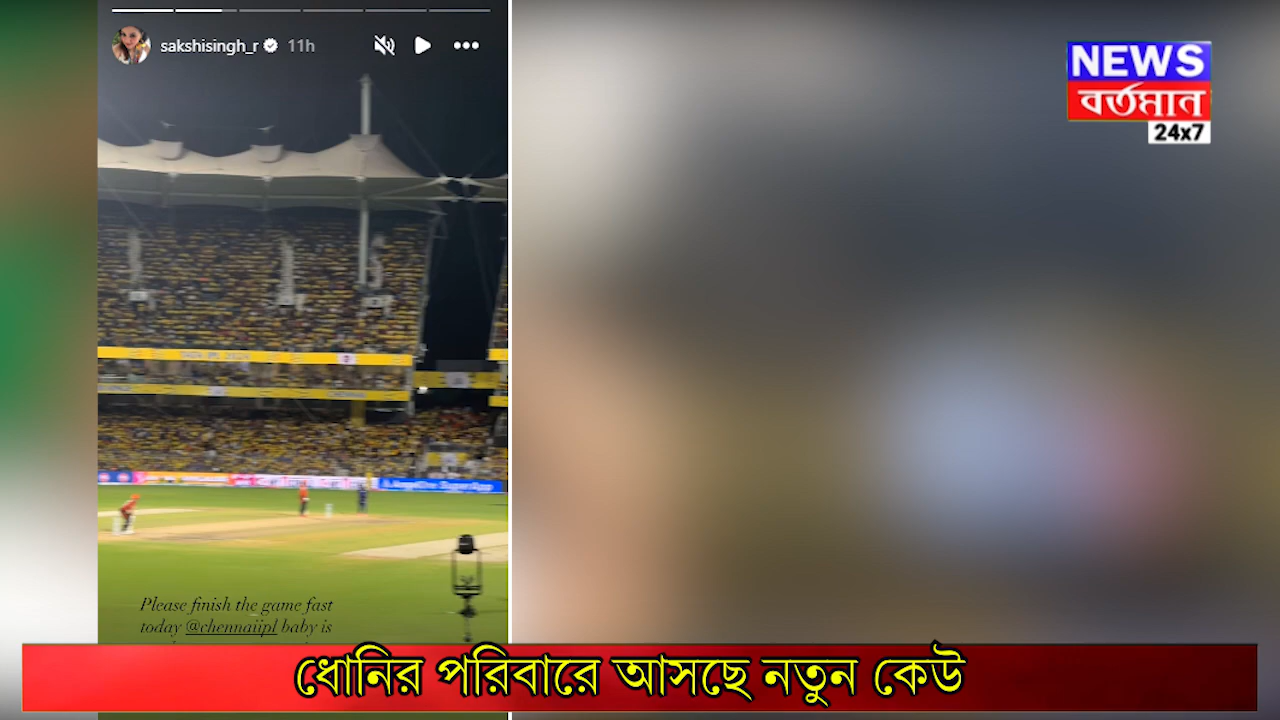 sakshisingh_r 11h
NEWS
বর্তমান
24x7
Please finish the game fast
today @chennaiipl baby is
ধোনির পরিবারে আসছে নতুন কেউ